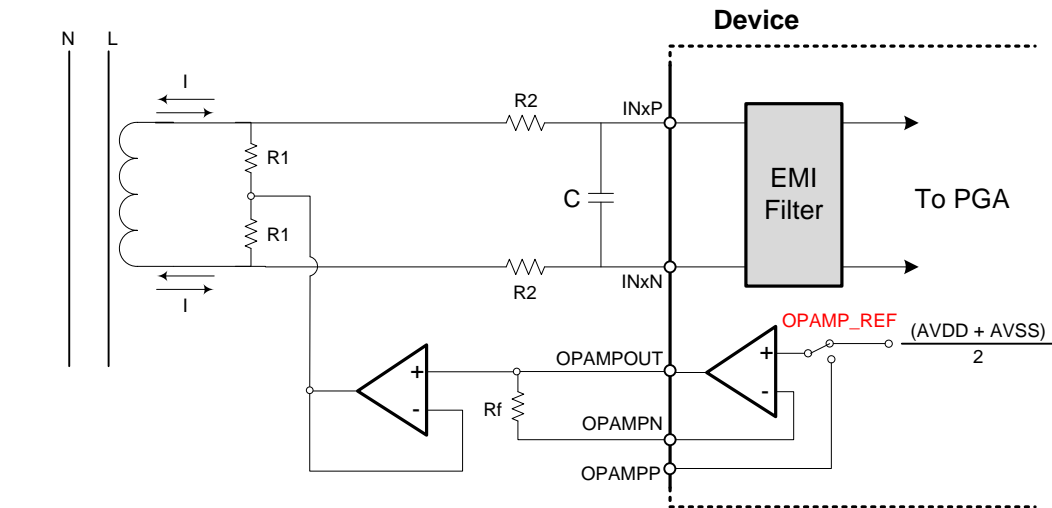 Device
N L
I
R2
INxP
R1
EMI
Filter
C
To PGA
R1
I
R2
INxN
OPAMP_REF
(AVDD + AVSS)
2
OPAMPOUT
+
-
+
-
Rf
OPAMPN
OPAMPP